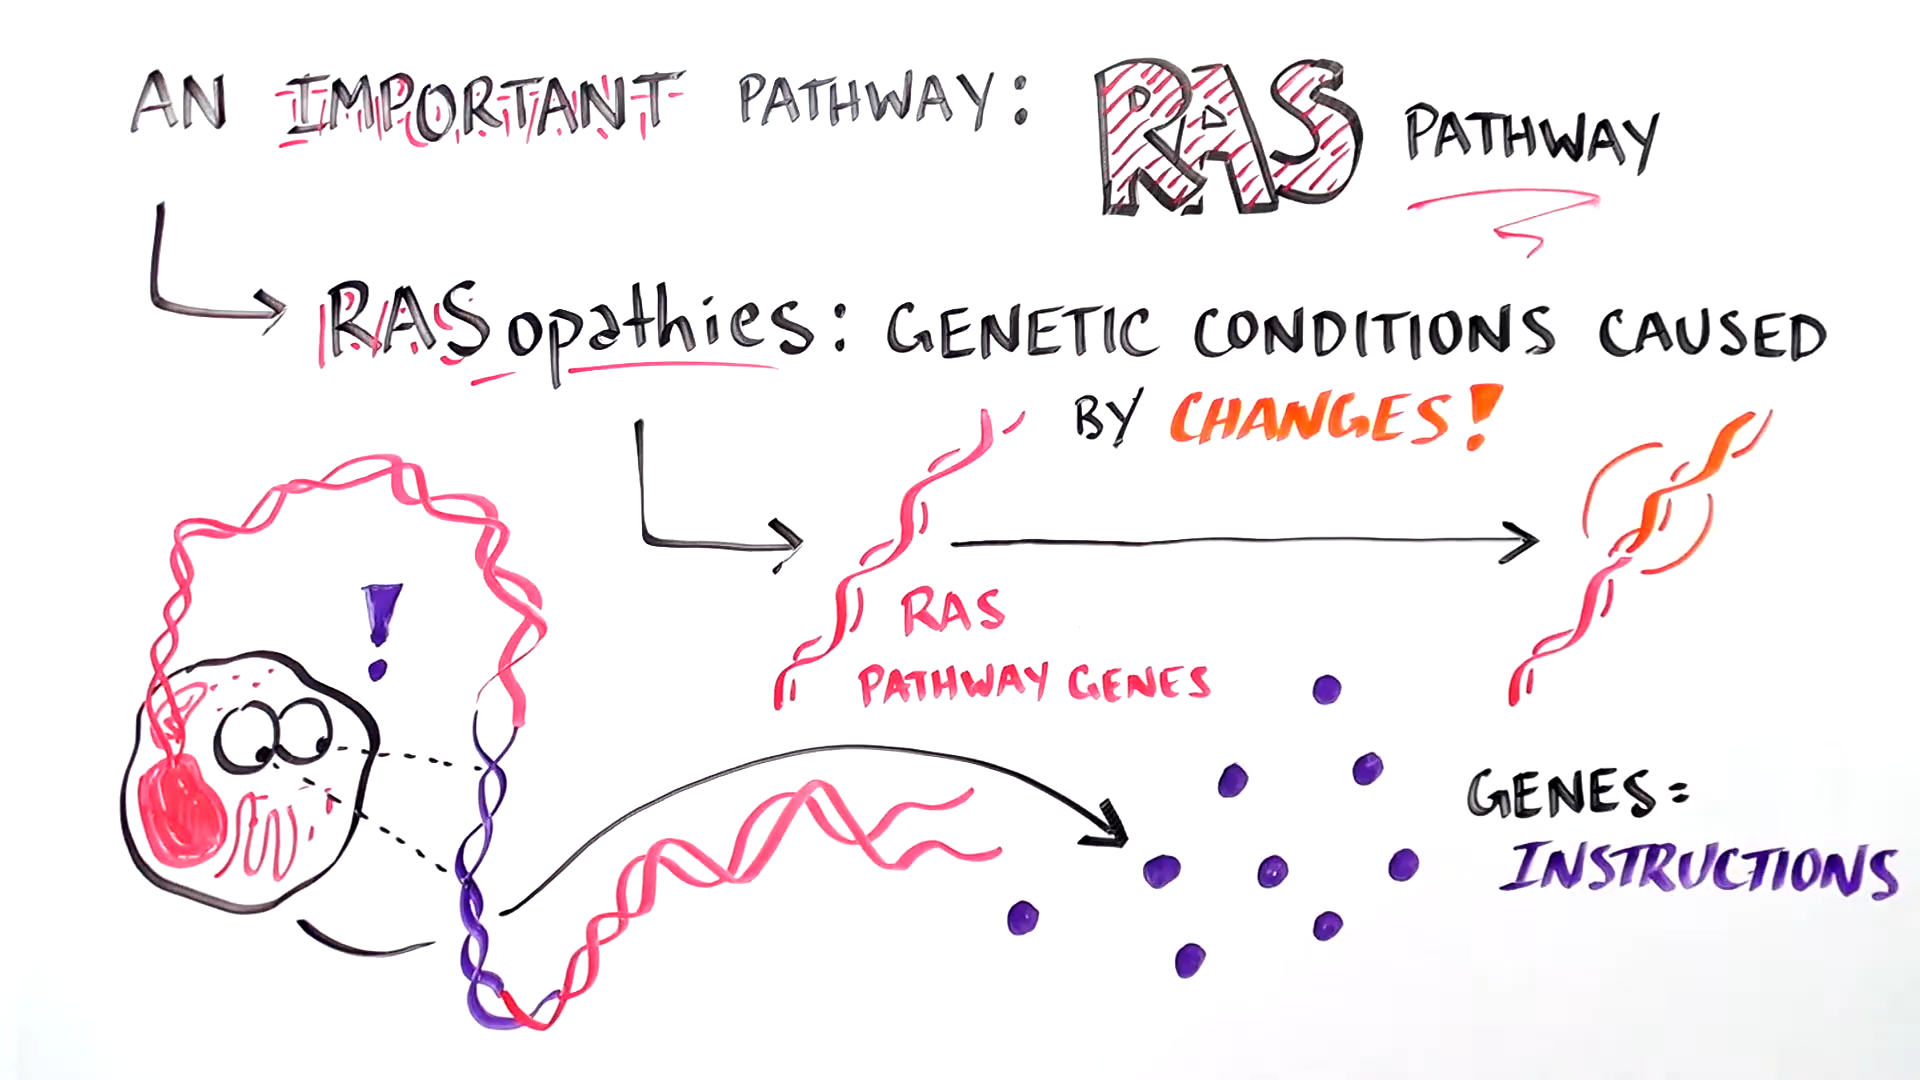 AN IMPORTANT PATHWAY: RAS PATHWAY
RASopathies: GENETIC CONDITIONS CAUSED
BY CHANGES!
!
RAS
PATHWAY GENES
GENES=
INSTRUCTIONS